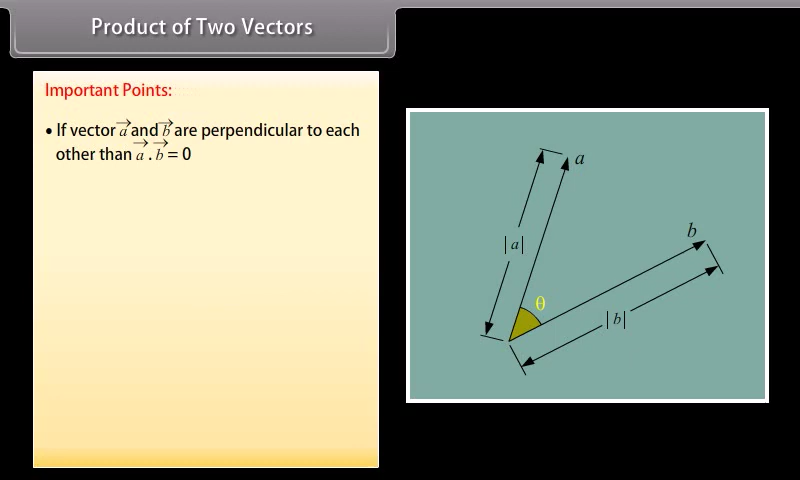 Product of Two Vectors
Important Points:
• If vector a⃗ and b⃗ are perpendicular to each
other than a⃗ . b⃗ = 0
a
|a|
b
θ
|b|